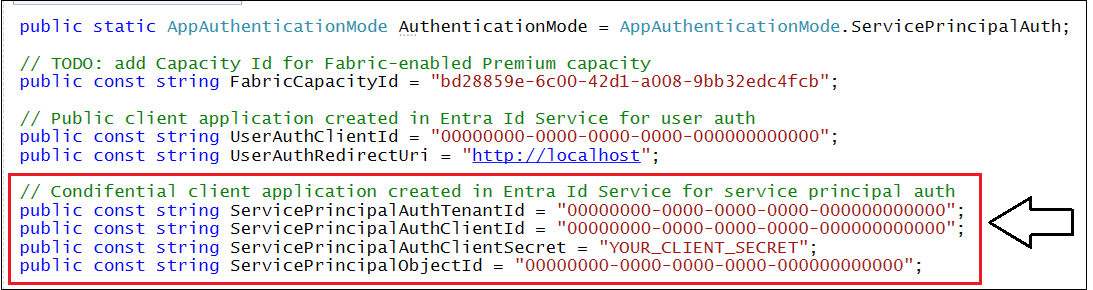 public static AppAuthenticationMode AuthenticationMode = AppAuthenticationMode.ServicePrincipalAuth;
// TODO: add Capacity Id for Fabric-enabled Premium capacity
public const string FabricCapacityId = "bd28859e-6c00-42d1-a008-9bb32edc4fcb";
// Public client application created in Entra Id Service for user auth
public const string UserAuthClientId = "00000000-0000-0000-0000-000000000000";
public const string UserAuthRedirectUri = "http://localhost";
// Condifential client application created in Entra Id Service for service principal auth
public const string ServicePrincipalAuthTenantId = "00000000-0000-0000-0000-000000000000";
public const string ServicePrincipalAuthClientId = "00000000-0000-0000-0000-000000000000";
public const string ServicePrincipalAuthClientSecret = "YOUR_CLIENT_SECRET";
public const string ServicePrincipalObjectId = "00000000-0000-0000-0000-000000000000";